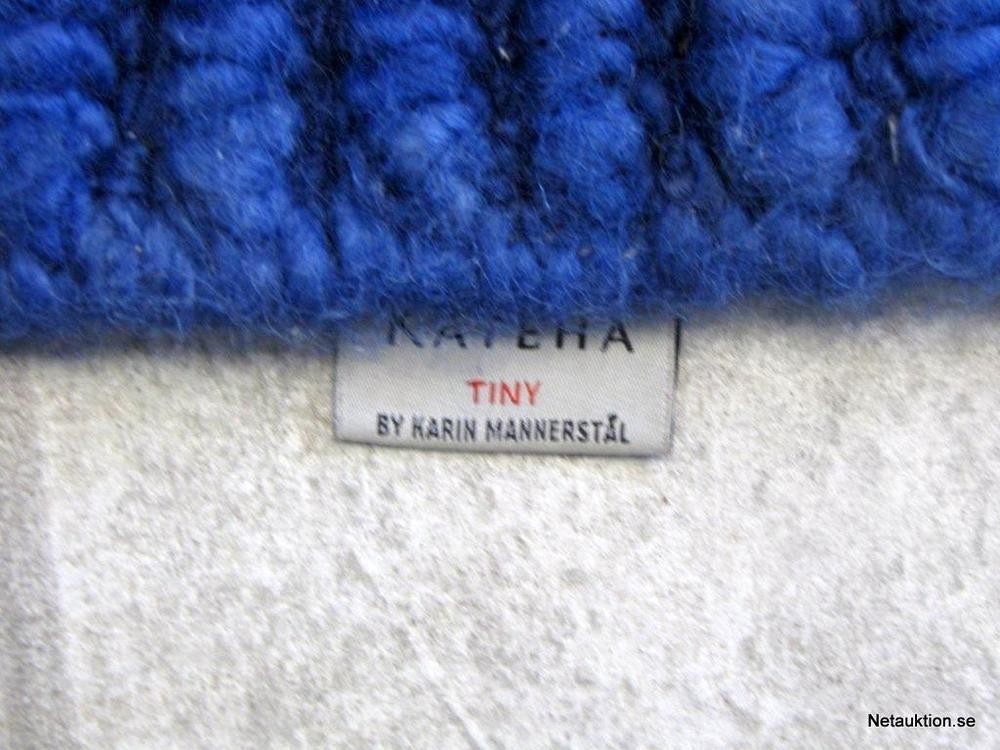 KATEHA
TINY
BY KARIN MANNERSTÅL
Netauktion.se